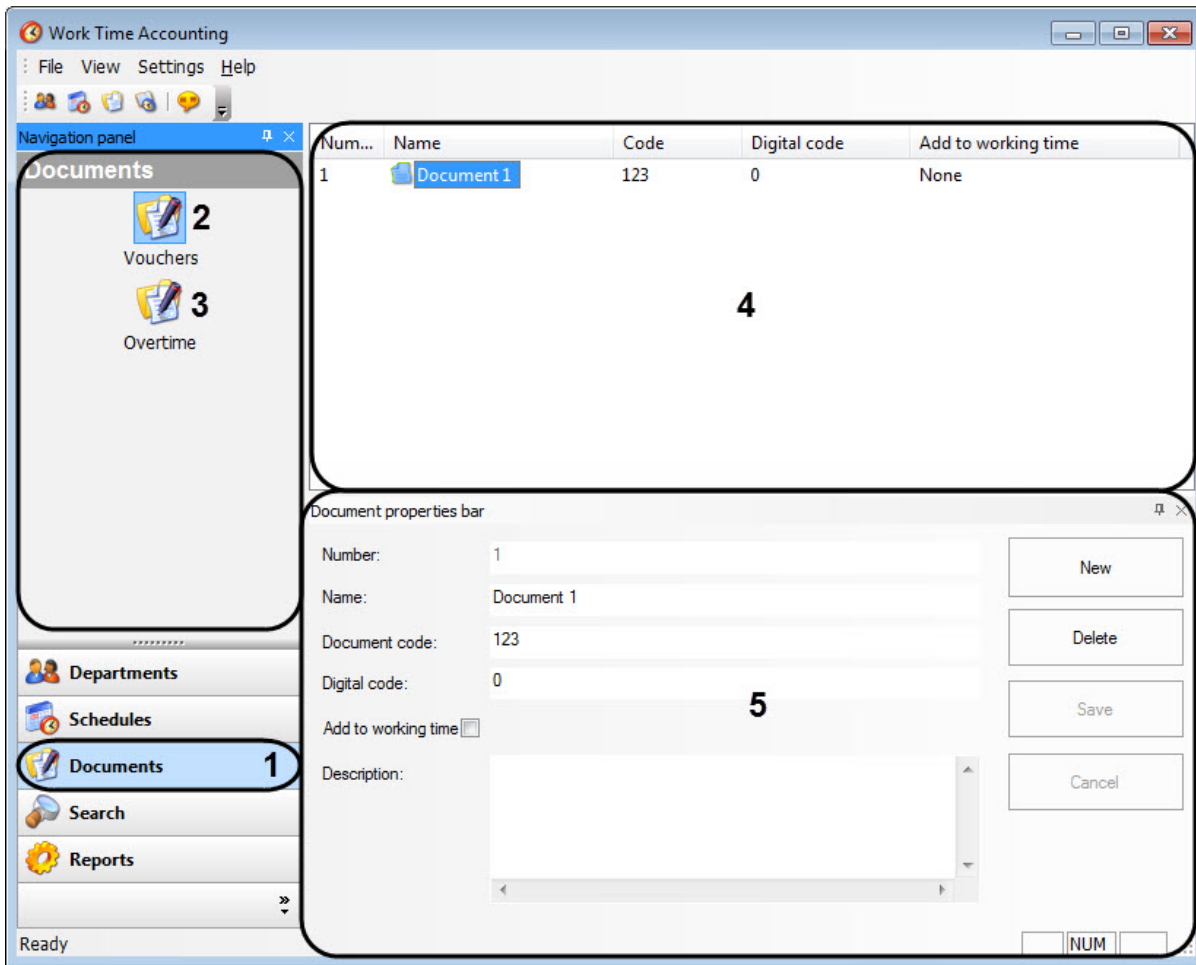 Work Time Accounting
File View Settings Help
Navigation panel
Documents
2
Vouchers
3
Overtime
Num... Name Code Digital code Add to working time
1 Document 1 123 0 None
4
Departments
Schedules
Documents 1
Search
Reports
Document properties bar
Number: 1
New
Name: Document 1
Document code: 123
Delete
Digital code: 0
5
Save
Add to working time
Description:
Cancel
Ready
NUM